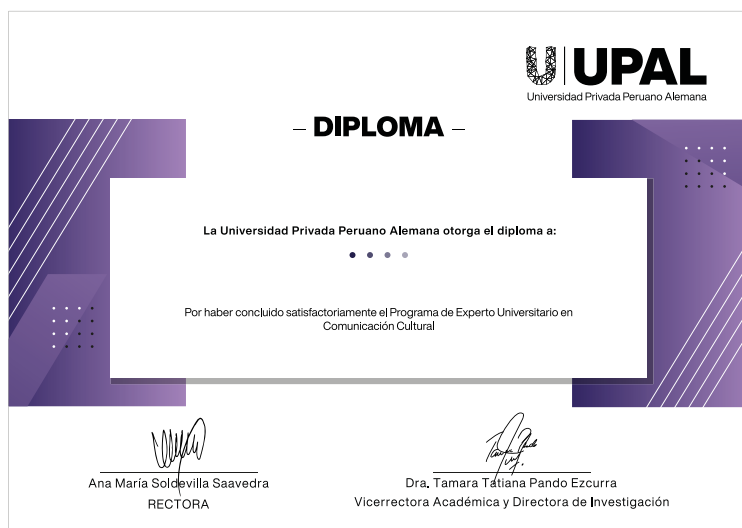 UPAL
Universidad Privada Peruano Alemana
– DIPLOMA –
La Universidad Privada Peruano Alemana otorga el diploma a:
Por haber concluido satisfactoriamente el Programa de Experto Universitario en
Comunicación Cultural
Ana María Soldevilla Saavedra
RECTORA
Dra. Tamara Tatiana Pando Ezcurra
Vicerrectora Académica y Directora de Investigación